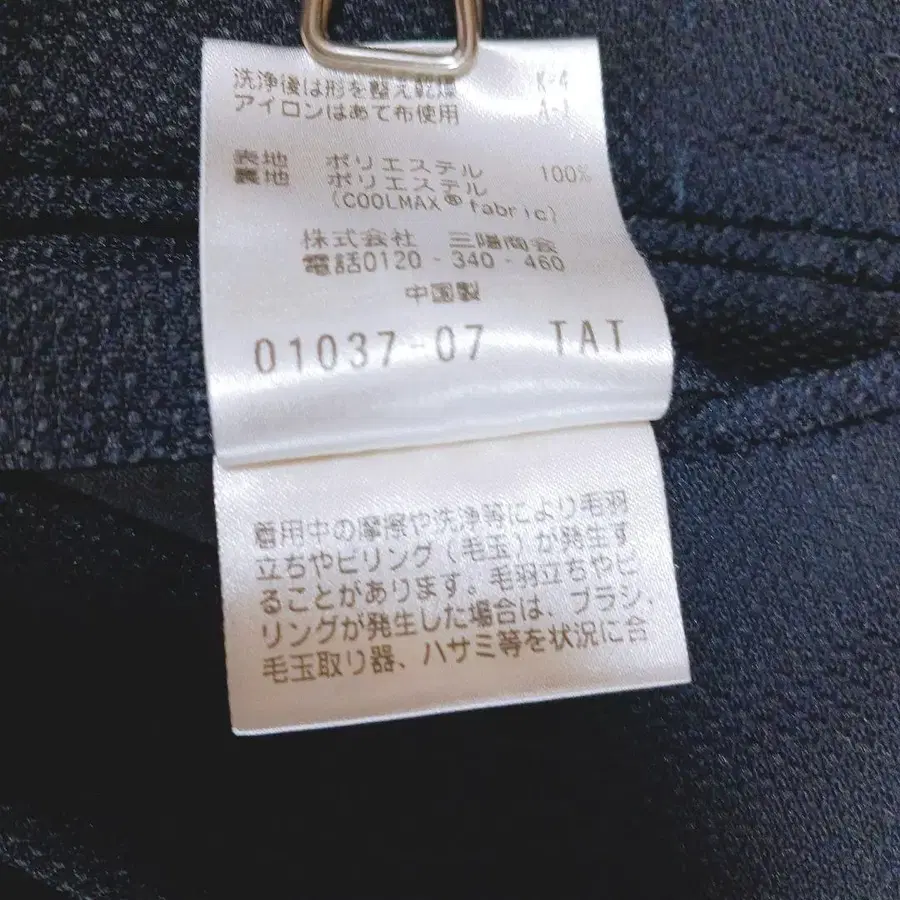 洗浄後は形を整え乾燥 K-4
アイロンはあて布使用 A-1
表地 ポリエステル 100%
裏地 ポリエステル
(COOLMAX® fabric)
株式会社 三陽商会
電話0120-340-460
中国製
01037-07 TAT
着用中の摩擦や洗浄等により毛羽
立ちやピリング(毛玉)が発生す
ることがあります。毛羽立ちやピ
リングが発生した場合は、ブラシ、
毛玉取り器、ハサミ等を状況に合